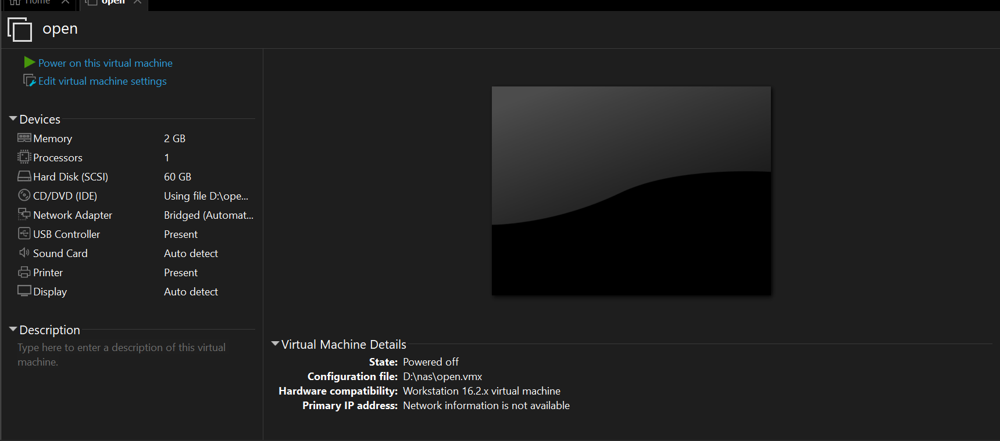 Home
open
open
Power on this virtual machine
Edit virtual machine settings
Devices
Memory 2 GB
Processors 1
Hard Disk (SCSI) 60 GB
CD/DVD (IDE) Using file D:\ope...
Network Adapter Bridged (Automat...
USB Controller Present
Sound Card Auto detect
Printer Present
Display Auto detect
Description
Type here to enter a description of this virtual
machine.
Virtual Machine Details
State: Powered off
Configuration file: D:\nas\open.vmx
Hardware compatibility: Workstation 16.2.x virtual machine
Primary IP address: Network information is not available